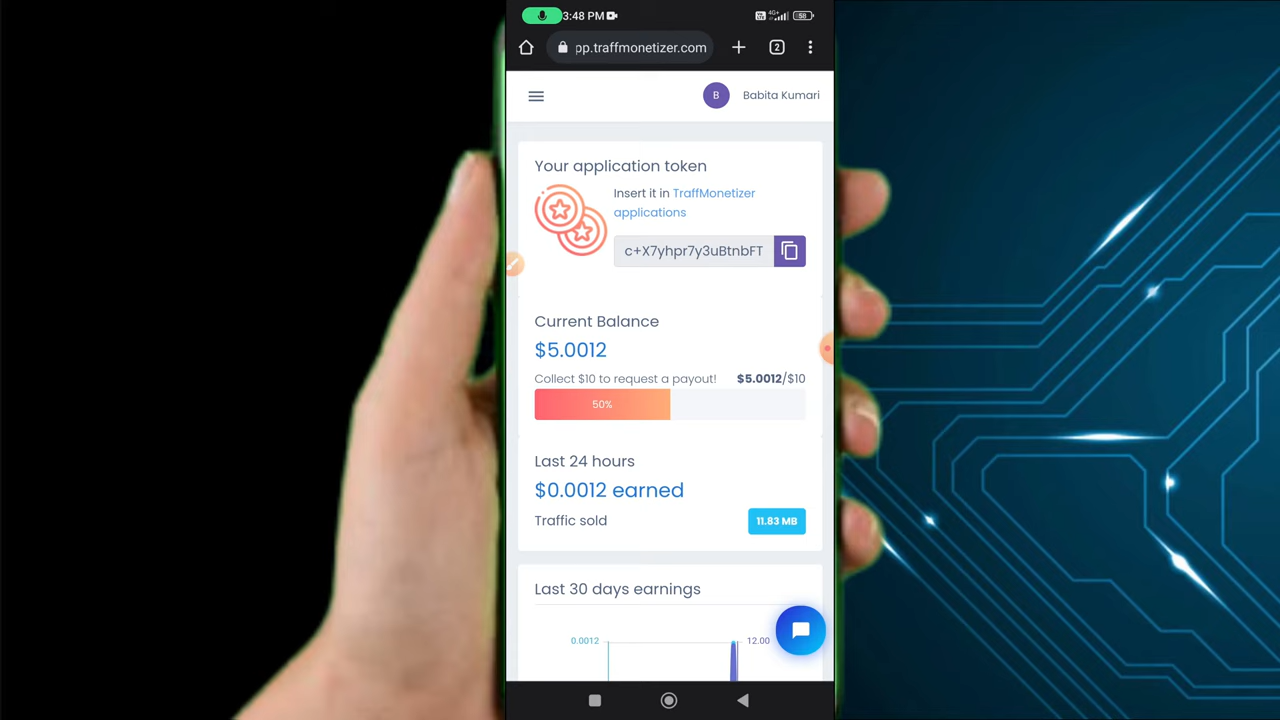 3:48 PM
4G+
58
pp.traffmonetizer.com
2
B
Babita Kumari
Your application token
Insert it in TraffMonetizer
applications
c+X7yhpr7y3uBtnbFT
Current Balance
$5.0012
Collect $10 to request a payout! $5.0012/$10
50%
Last 24 hours
$0.0012 earned
Traffic sold
11.83 MB
Last 30 days earnings
0.0012
12.00